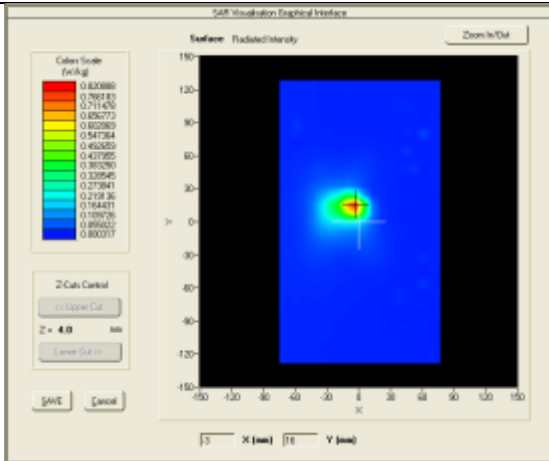 SAR Visualisation Graphical Interface
Surface Radiated Intensity
Zoom In/Out
Colors Scale
(W/Kg)
0.820888
0.766183
0.711478
0.656773
0.602069
0.547364
0.492659
0.437955
0.383250
0.328545
0.273841
0.219136
0.164431
0.109726
0.055022
0.000317
150
120
90
60
30
0
-30
-60
-90
-120
-150
Y
-150 -120 -90 -60 -30 0 30 60 90 120 150
X
Z-Cuts Control
<< Upper Cut
Z = 4.0 mm
Lower Cut >>
SAVE Cancel
-3 X (mm) 16 Y (mm)